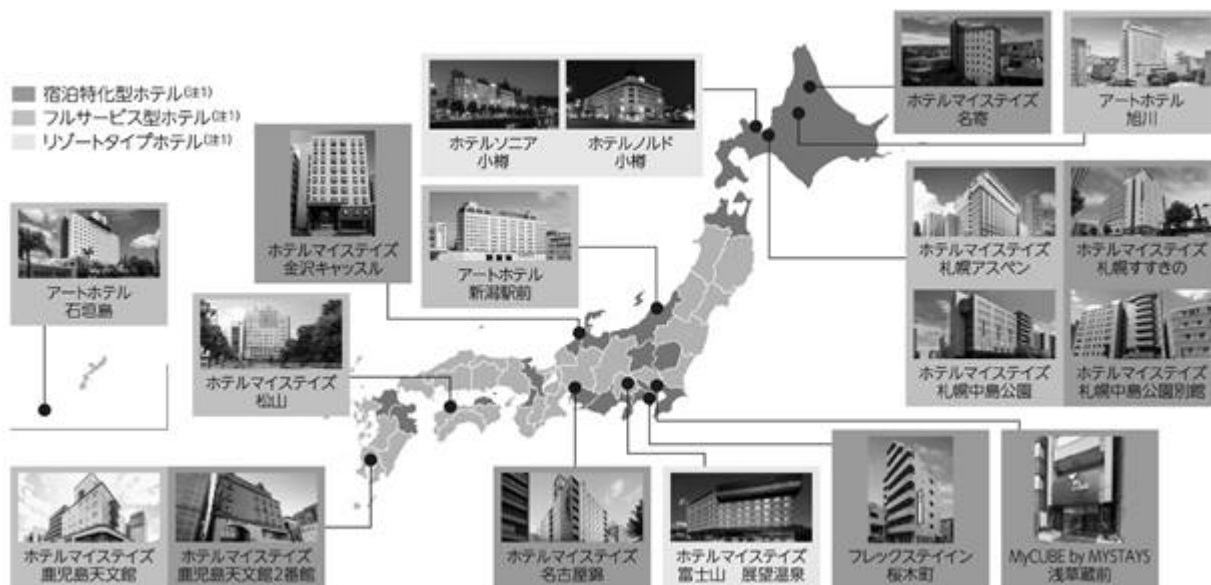 宿泊特化型ホテル(注1)
フルサービス型ホテル(注1)
リゾートタイプホテル(注1)
ホテルソニア
小樽
ホテルノルド
小樽
ホテルマイステイズ
名寄
アートホテル
旭川
ホテルマイステイズ
金沢キャッスル
アートホテル
新潟駅前
ホテルマイステイズ
札幌アスペン
ホテルマイステイズ
札幌すすきの
アートホテル
石垣島
ホテルマイステイズ
松山
ホテルマイステイズ
札幌中島公園
ホテルマイステイズ
札幌中島公園別館
ホテルマイステイズ
鹿児島天文館
ホテルマイステイズ
鹿児島天文館2番館
ホテルマイステイズ
名古屋錦
ホテルマイステイズ
富士山 展望温泉
フレックステイイン
桜木町
MyCUBE by MYSTAYS
浅草蔵前